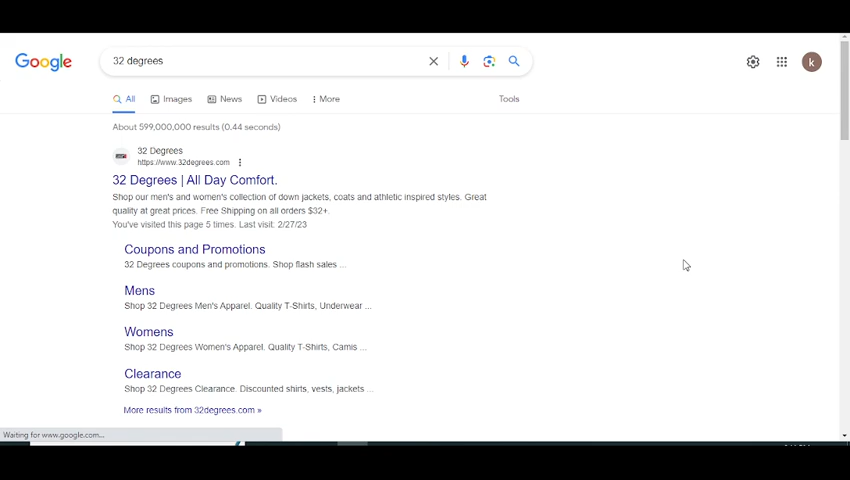 Google
32 degrees
k
All
Images
News
Videos
More
Tools
About 599,000,000 results (0.44 seconds)
32 Degrees
https://www.32degrees.com
32 Degrees | All Day Comfort.
Shop our men's and women's collection of down jackets, coats and athletic inspired styles. Great
quality at great prices. Free Shipping on all orders $32+.
You've visited this page 5 times. Last visit: 2/27/23
Coupons and Promotions
32 Degrees coupons and promotions. Shop flash sales ...
Mens
Shop 32 Degrees Men's Apparel. Quality T-Shirts, Underwear ...
Womens
Shop 32 Degrees Women's Apparel. Quality T-Shirts, Camis ...
Clearance
Shop 32 Degrees Clearance. Discounted shirts, vests, jackets ...
More results from 32degrees.com »
Waiting for www.google.com...